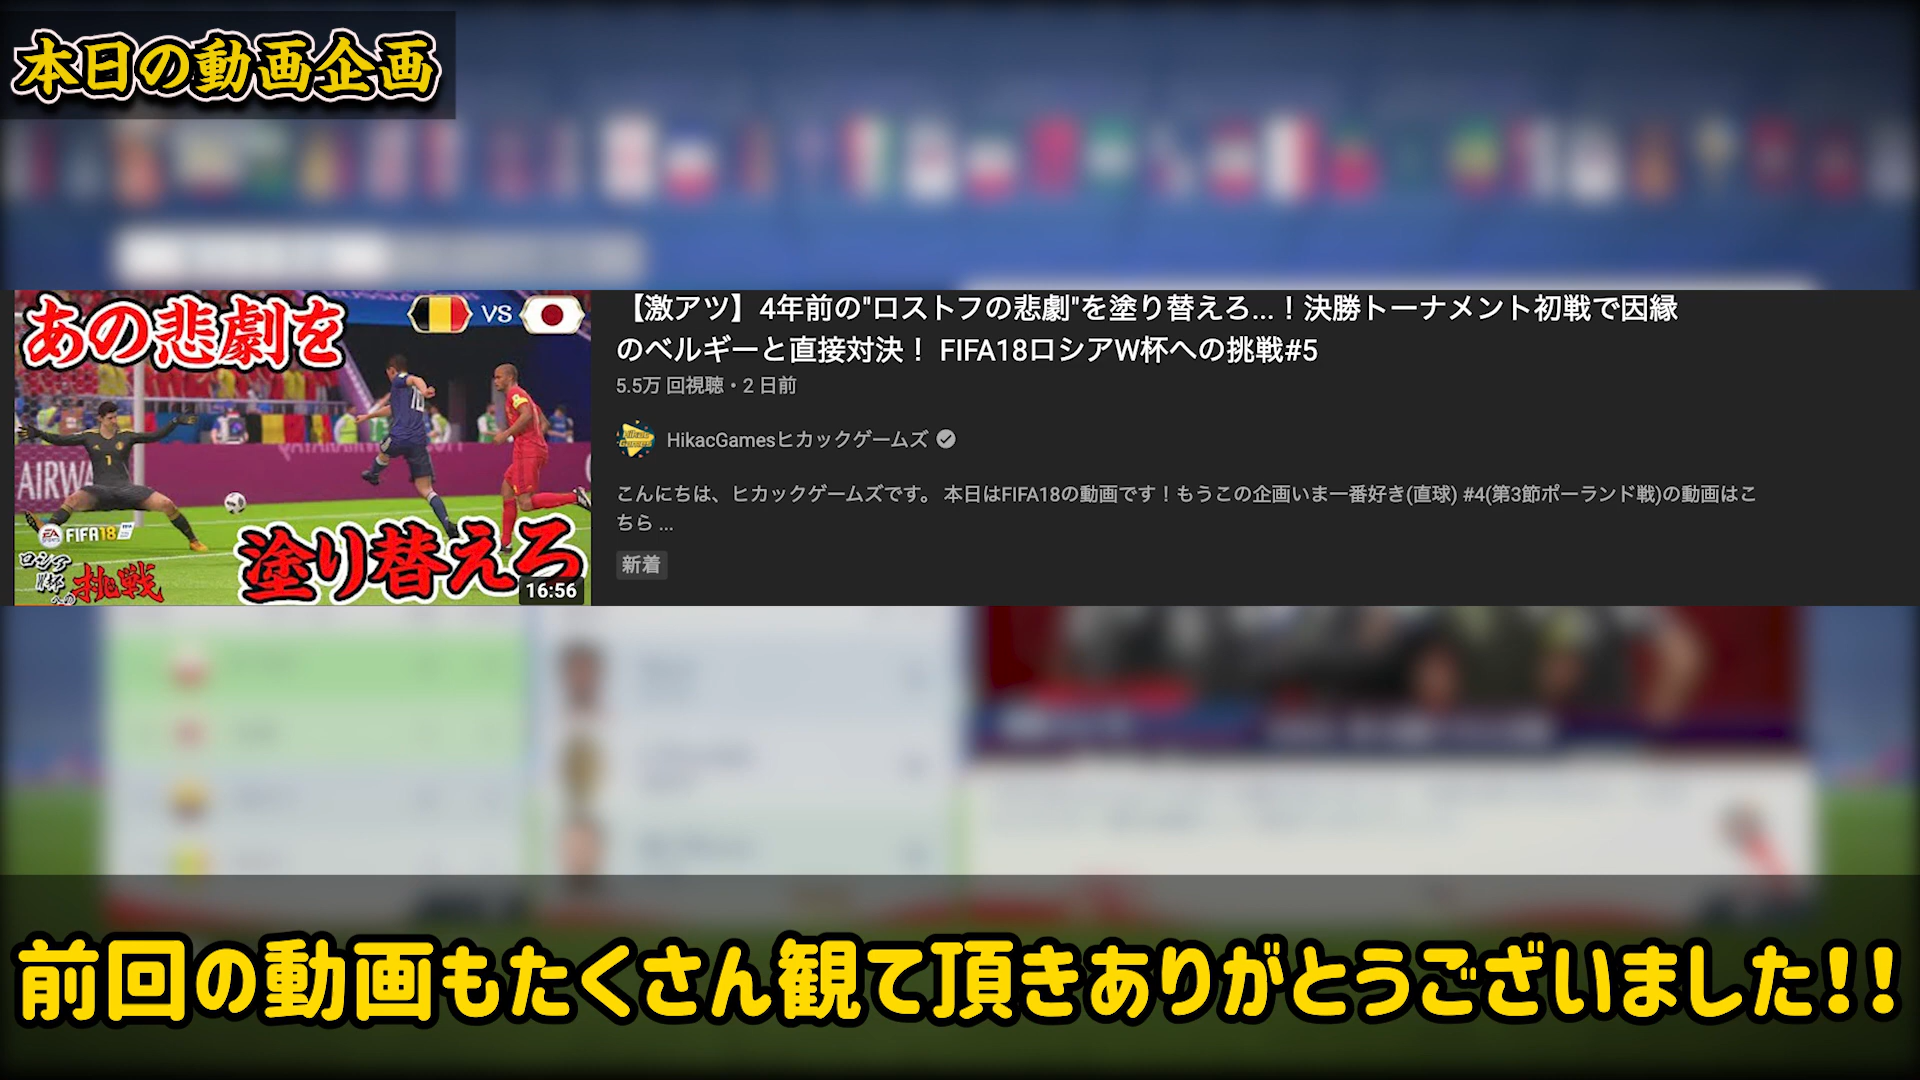 本日の動画企画
あの悲劇を
VS
塗り替えろ
AIRWA
EA SPORTS
FIFA18
ロシア
W杯
への
挑戦
16:56
【激アツ】4年前の"ロストフの悲劇"を塗り替えろ...！決勝トーナメント初戦で因縁
のベルギーと直接対決！ FIFA18ロシアW杯への挑戦#5
5.5万 回視聴・2 日前
HikacGamesヒカックゲームズ
こんにちは、ヒカックゲームズです。 本日はFIFA18の動画です！もうこの企画いま一番好き(直球) #4(第3節ポーランド戦)の動画はこ
ちら ...
新着
前回の動画もたくさん観て頂きありがとうございました!!